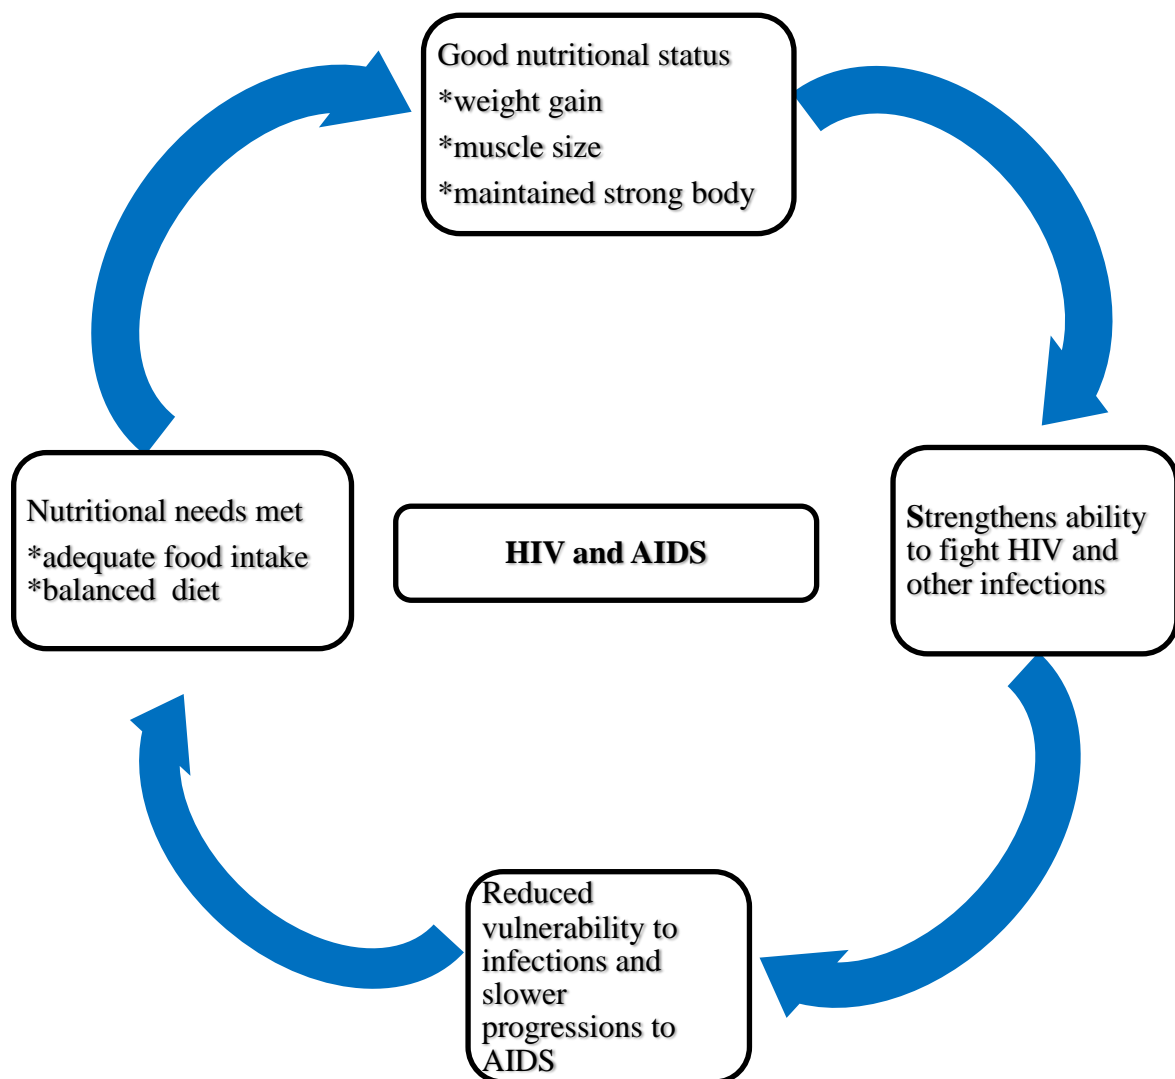 Good nutritional status
*weight gain
*muscle size
*maintained strong body
Nutritional needs met
*adequate food intake
*balanced  diet
HIV and AIDS
Strengthens ability
to fight HIV and
other infections
Reduced
vulnerability to
infections and
slower
progressions to
AIDS